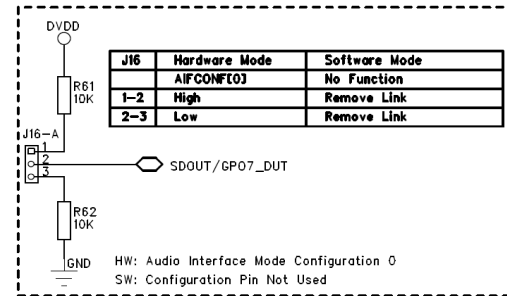 DVDD
J16 Hardware Mode Software Mode
AIFCONF[0] No Function
1-2 High Remove Link
2-3 Low Remove Link
R61
10K
J16-A
1
2
3
SDOUT/GPO7_DUT
R62
10K
GND
HW: Audio Interface Mode Configuration 0
SW: Configuration Pin Not Used